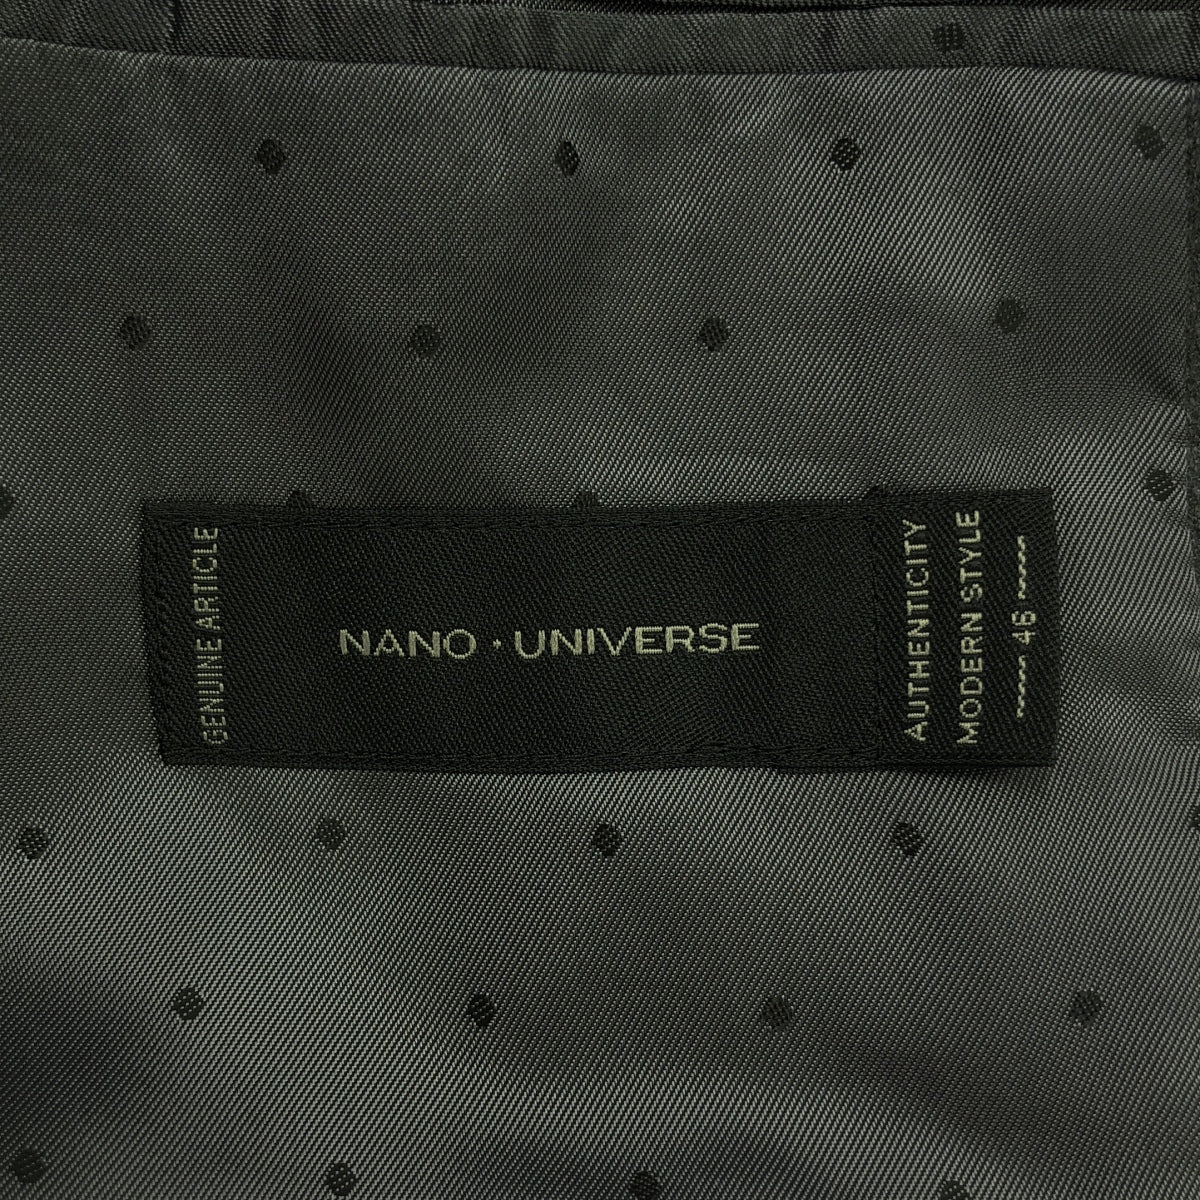 GENUINE ARTICLE
NANO · UNIVERSE
AUTHENTICITY
MODERN STYLE
46